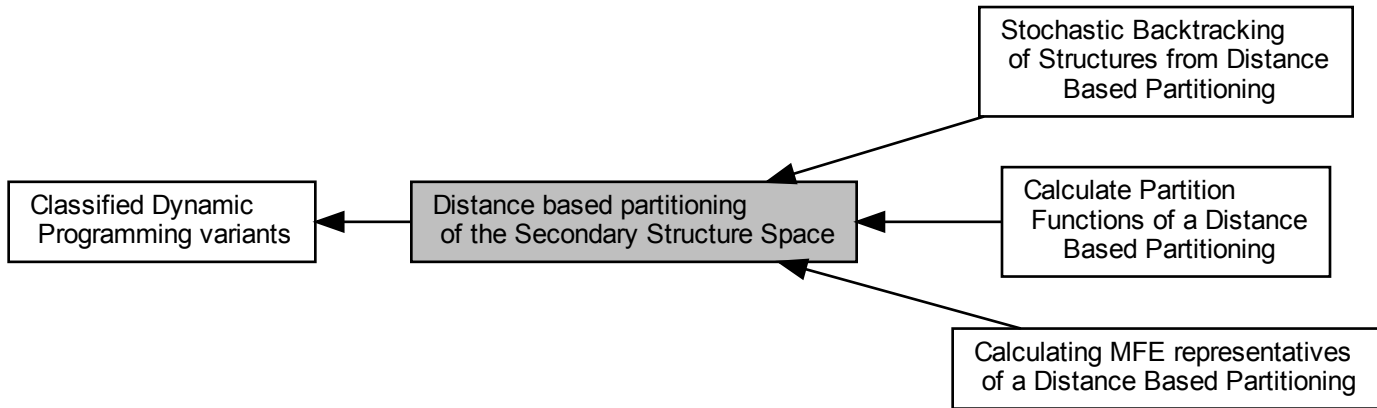 Classified Dynamic
Programming variants
Distance based partitioning
of the Secondary Structure Space
Stochastic Backtracking
of Structures from Distance
Based Partitioning
Calculate Partition
Functions of a Distance
Based Partitioning
Calculating MFE representatives
of a Distance Based Partitioning